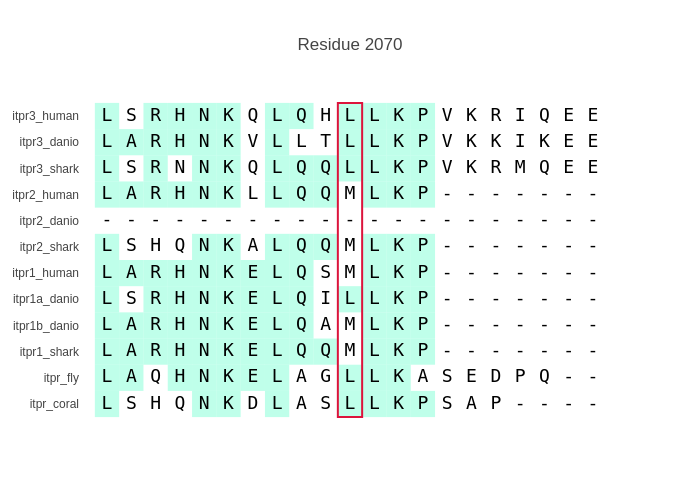 Residue 2070
itpr3_human L S R H N K Q L Q H L L K P V K R I Q E E
itpr3_danio L A R H N K V L L T L L K P V K K I K E E
itpr3_shark L S R N N K Q L Q Q L L K P V K R M Q E E
itpr2_human L A R H N K L L Q Q M L K P - - - - - - -
itpr2_danio - - - - - - - - - - - - - - - - - - - - -
itpr2_shark L S H Q N K A L Q Q M L K P - - - - - - -
itpr1_human L A R H N K E L Q S M L K P - - - - - - -
itpr1a_danio L S R H N K E L Q I L L K P - - - - - - -
itpr1b_danio L A R H N K E L Q A M L K P - - - - - - -
itpr1_shark L A R H N K E L Q Q M L K P - - - - - - -
itpr_fly L A Q H N K E L A G L L K A S E D P Q - -
itpr_coral L S H Q N K D L A S L L K P S A P - - - -